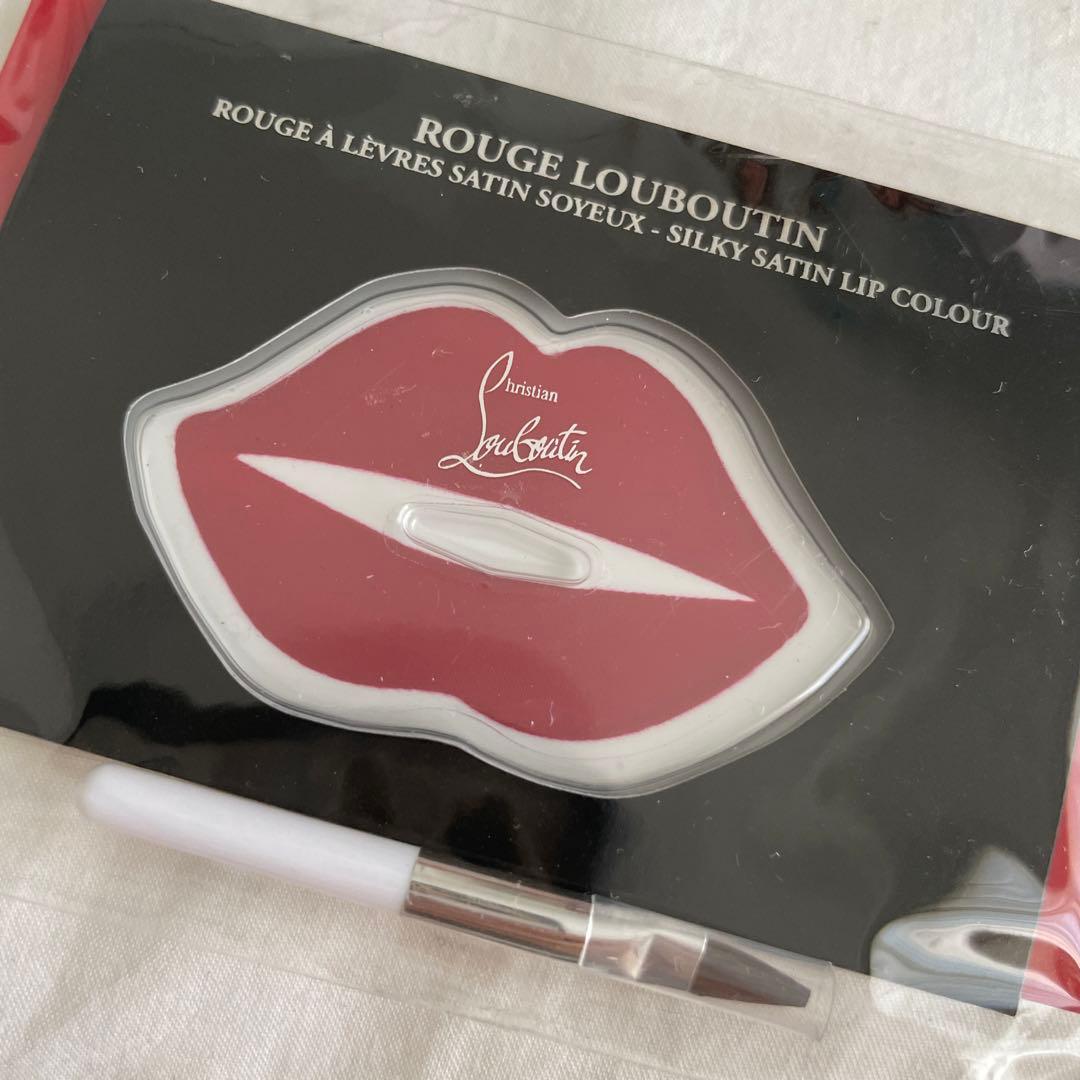 ROUGE LOUBOUTIN
ROUGE À LÈVRES SATIN SOYEUX - SILKY SATIN LIP COLOUR
Christian
Louboutin